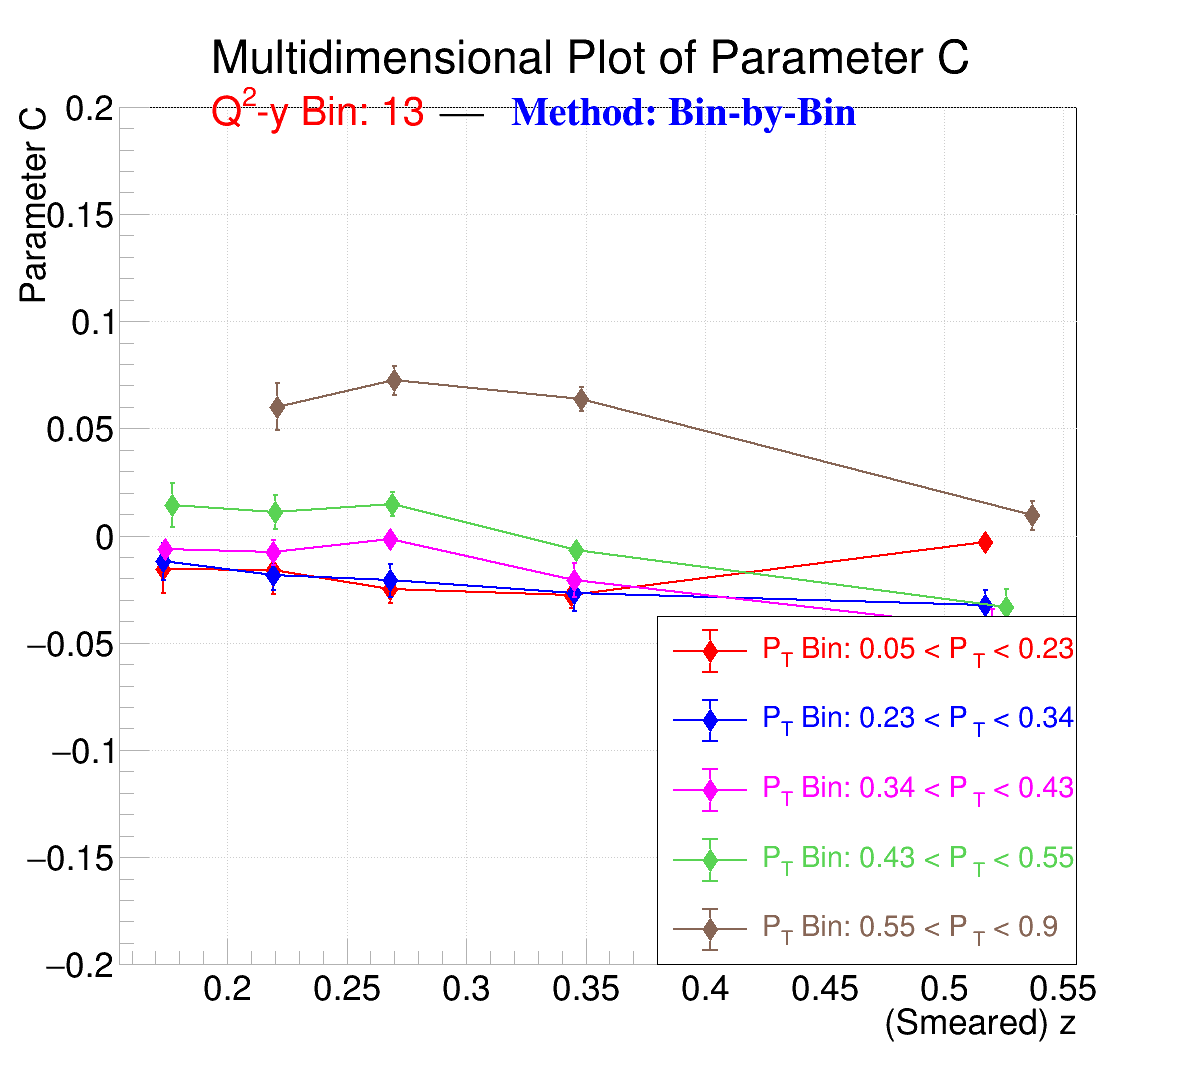 Multidimensional Plot of Parameter C
Q2-y Bin: 13 — Method: Bin-by-Bin
Parameter C
0.2
0.15
0.1
0.05
0
−0.05
−0.1
−0.15
−0.2
PT Bin: 0.05 < PT < 0.23
PT Bin: 0.23 < PT < 0.34
PT Bin: 0.34 < PT < 0.43
PT Bin: 0.43 < PT < 0.55
PT Bin: 0.55 < PT < 0.9
0.2 0.25 0.3 0.35 0.4 0.45 0.5 0.55
(Smeared) z